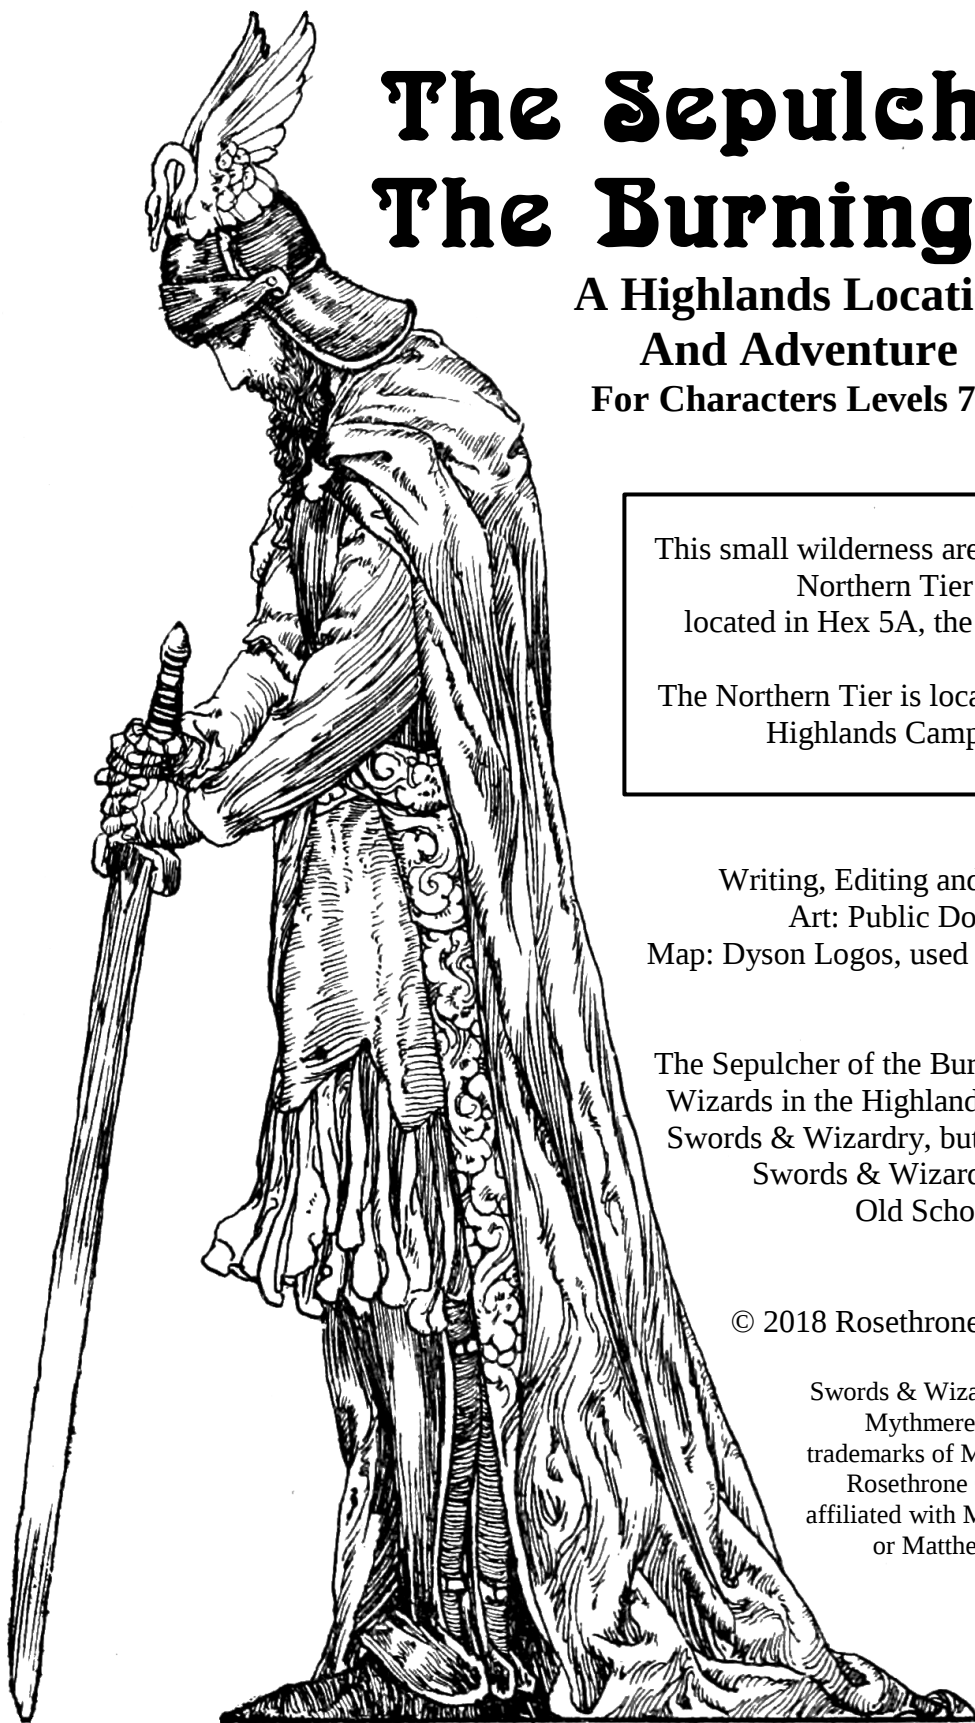 The Sepulch
The Burning
A Highlands Locati
And Adventure
For Characters Levels 7
This small wilderness are
Northern Tier
located in Hex 5A, the
The Northern Tier is loca
Highlands Camp
Writing, Editing and
Art: Public Do
Map: Dyson Logos, used
The Sepulcher of the Bur
Wizards in the Highland
Swords & Wizardry, but
Swords & Wizard
Old Scho
© 2018 Rosethrone
Swords & Wiza
Mythmere
trademarks of M
Rosethrone
affiliated with M
or Matthe